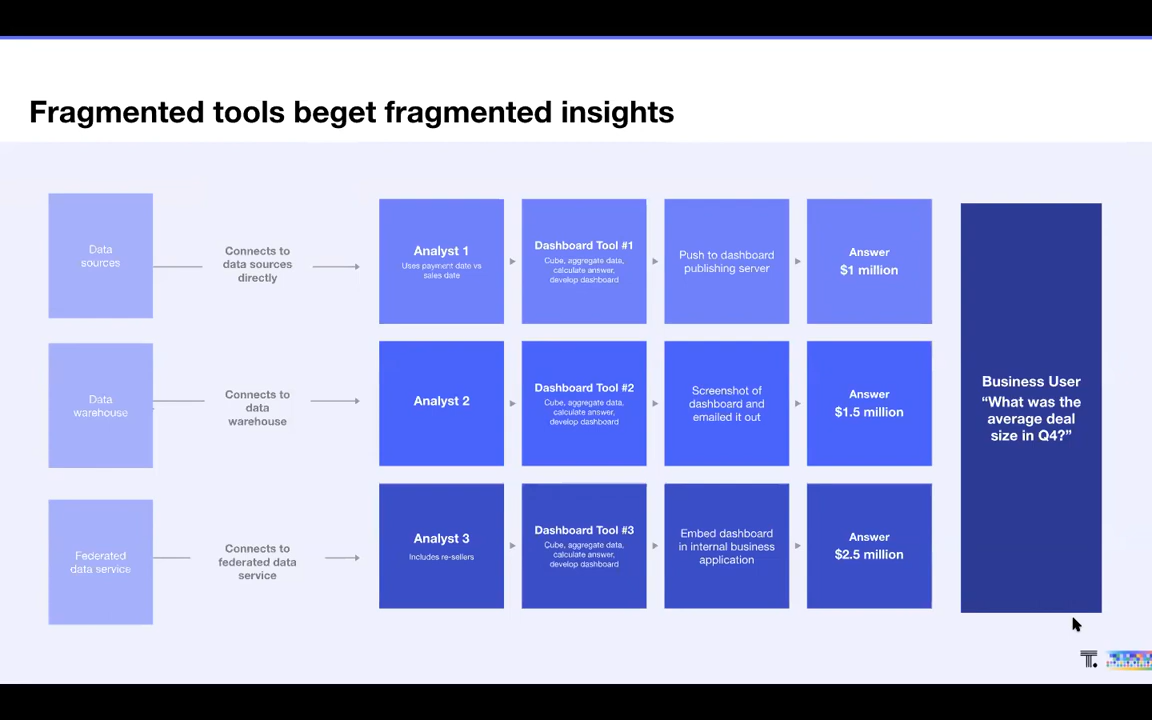 Fragmented tools beget fragmented insights
Data
sources
Connects to
data sources
directly
Analyst 1
Uses payment date vs
sales date
Dashboard Tool #1
Cube, aggregate data,
calculate answer,
develop dashboard
Push to dashboard
publishing server
Answer
$1 million
Data
warehouse
Connects to
data
warehouse
Analyst 2
Dashboard Tool #2
Cube, aggregate data,
calculate answer,
develop dashboard
Screenshot of
dashboard and
emailed it out
Answer
$1.5 million
Federated
data service
Connects to
federated data
service
Analyst 3
Includes re-sellers
Dashboard Tool #3
Cube, aggregate data,
calculate answer,
develop dashboard
Embed dashboard
in internal business
application
Answer
$2.5 million
Business User
“What was the
average deal
size in Q4?”
T.